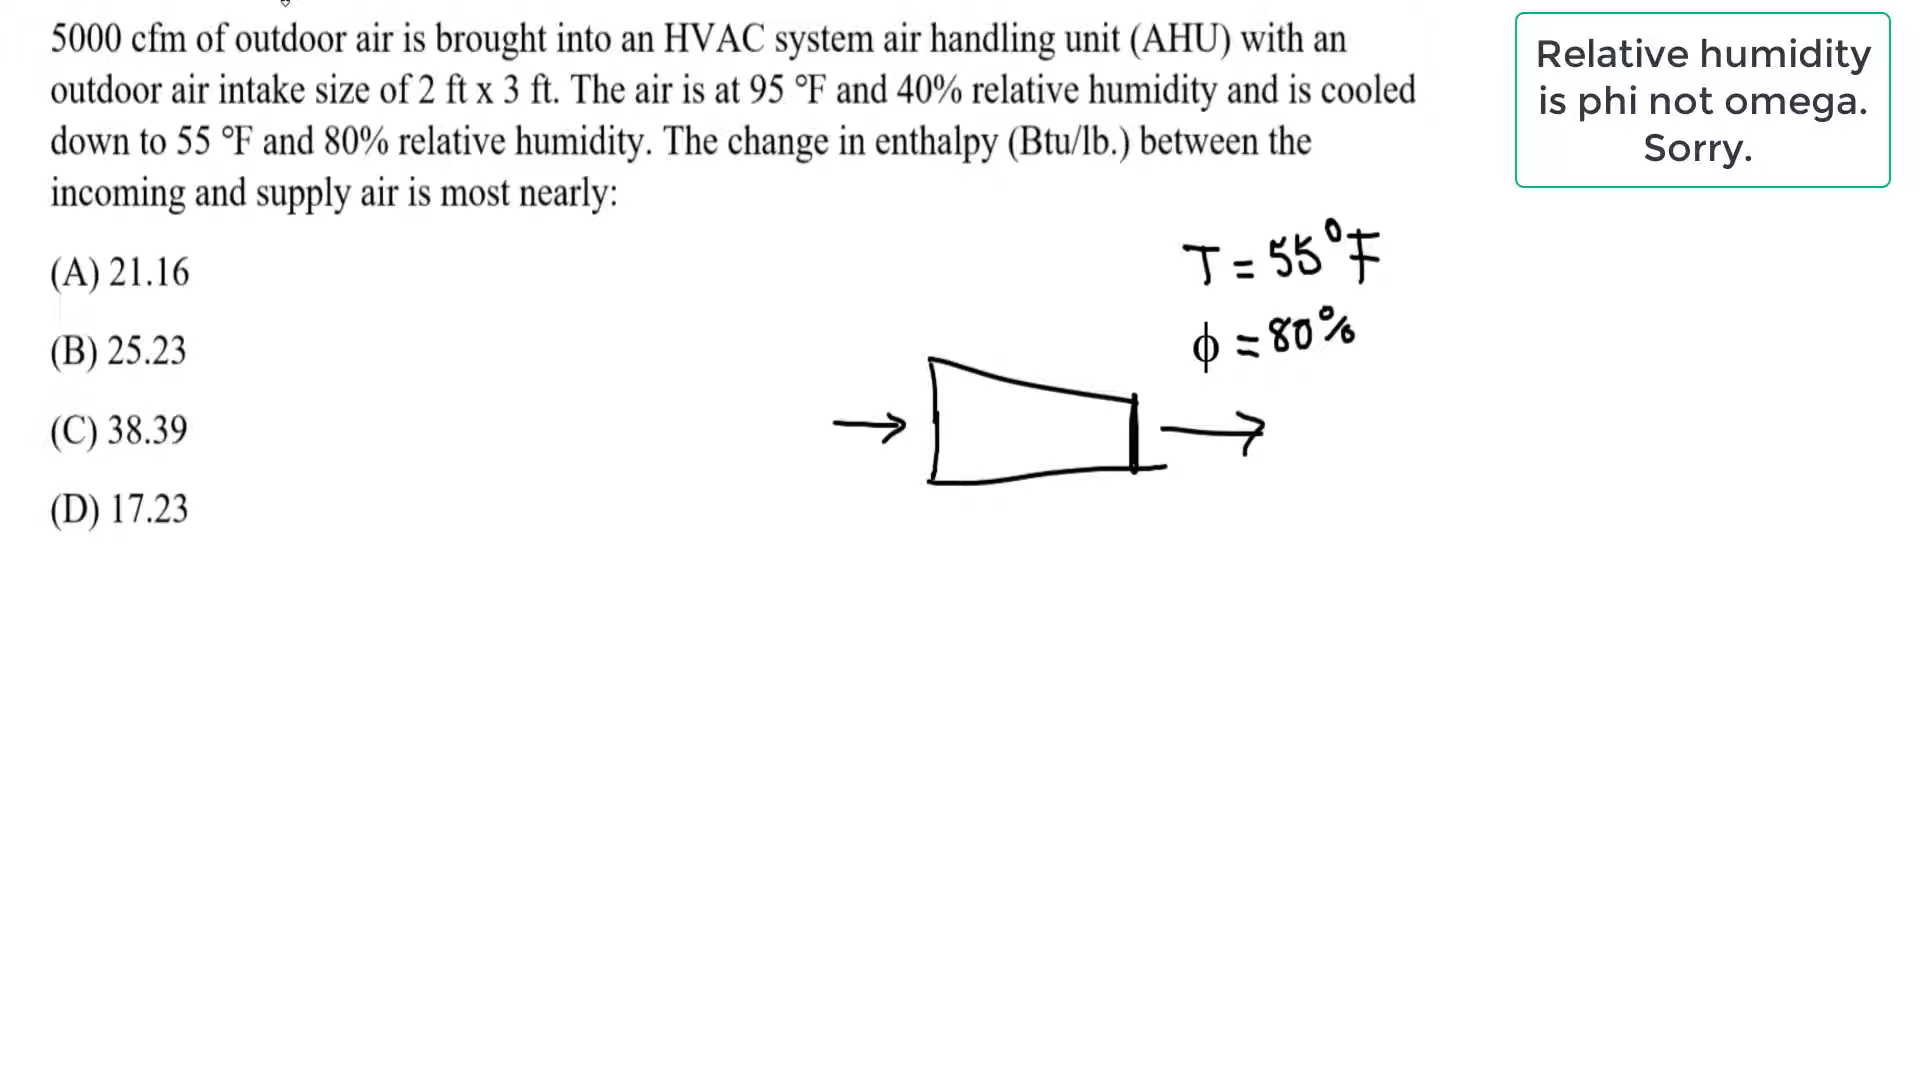 5000 cfm of outdoor air is brought into an HVAC system air handling unit (AHU) with an
outdoor air intake size of 2 ft x 3 ft. The air is at 95 °F and 40% relative humidity and is cooled
down to 55 °F and 80% relative humidity. The change in enthalpy (Btu/lb.) between the
incoming and supply air is most nearly:
(A) 21.16
(B) 25.23
(C) 38.39
(D) 17.23
Relative humidity
is phi not omega.
Sorry.
T = 55°F
ϕ = 80%